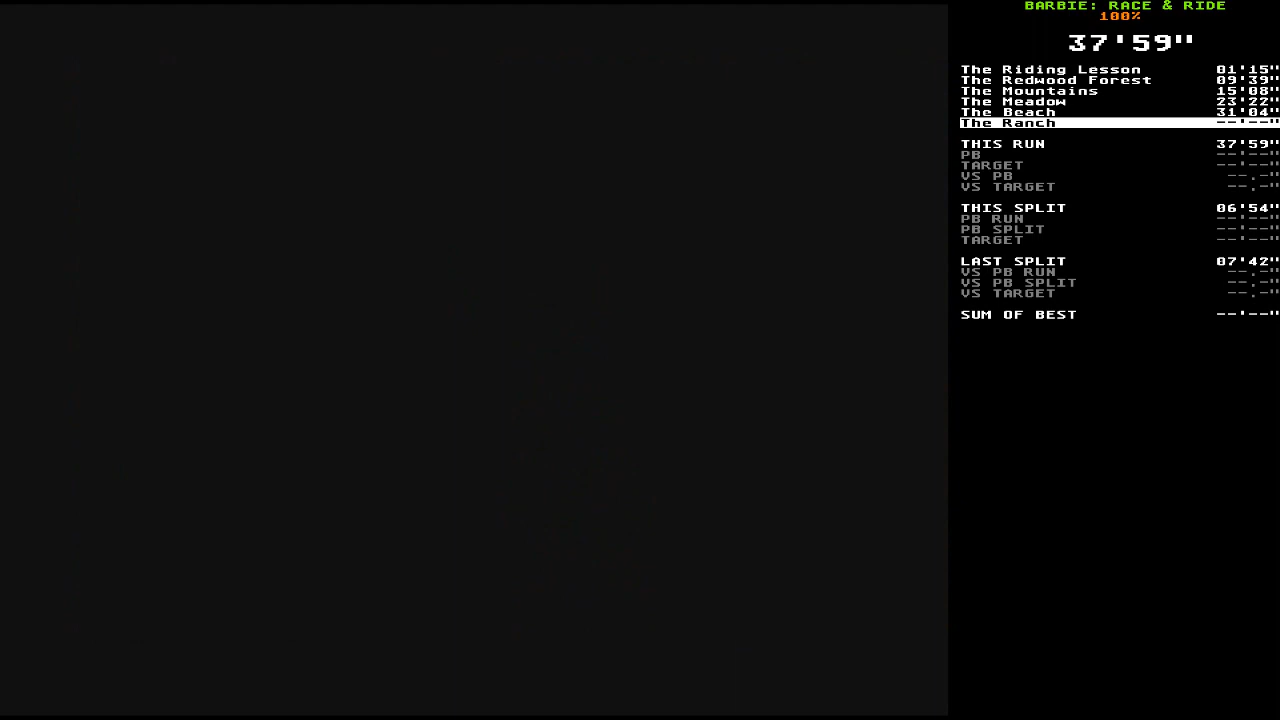 BARBIE: RACE & RIDE
100%
37'59"
The Riding Lesson 01'15"
The Redwood Forest 09'39"
The Mountains 15'08"
The Meadow 23'22"
The Beach 31'04"
The Ranch --'--"
THIS RUN 37'59"
PB --'--"
TARGET --'--"
VS PB --.-"
VS TARGET --.-"
THIS SPLIT 06'54"
PB RUN --'--"
PB SPLIT --'--"
TARGET --'--"
LAST SPLIT 07'42"
VS PB RUN --.-"
VS PB SPLIT --.-"
VS TARGET --.-"
SUM OF BEST --'--"